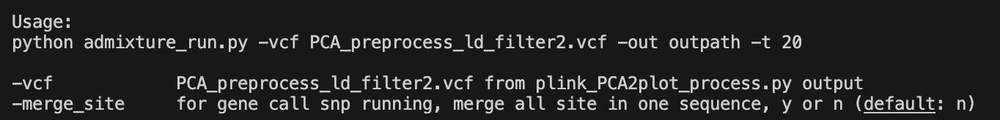 Usage:
python admixture_run.py -vcf PCA_preprocess_ld_filter2.vcf -out outpath -t 20
-vcf PCA_preprocess_ld_filter2.vcf from plink_PCA2plot_process.py output
-merge_site for gene call snp running, merge all site in one sequence, y or n (default: n)